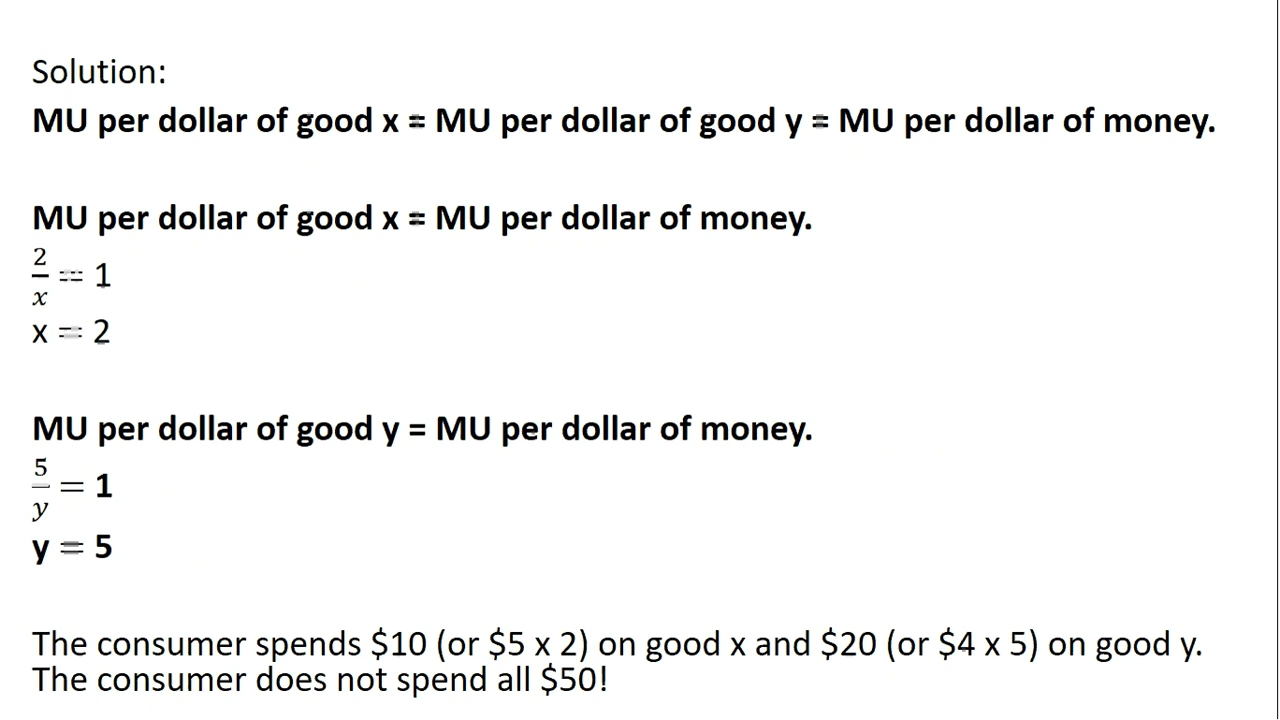 Solution:
MU per dollar of good x = MU per dollar of good y = MU per dollar of money.
MU per dollar of good x = MU per dollar of money.
2/x = 1
x = 2
MU per dollar of good y = MU per dollar of money.
5/y = 1
y = 5
The consumer spends $10 (or $5 x 2) on good x and $20 (or $4 x 5) on good y.
The consumer does not spend all $50!